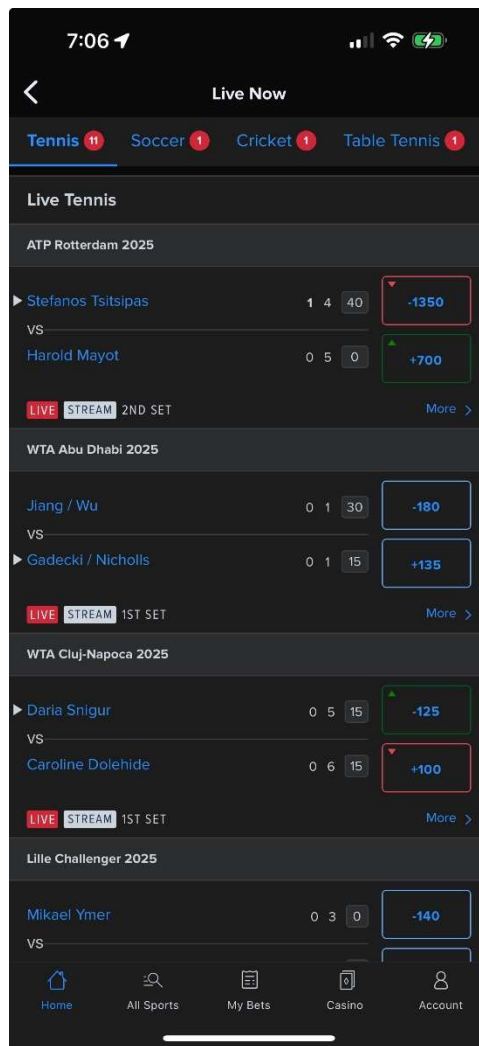 7:06
Live Now
Tennis 11 Soccer 1 Cricket 1 Table Tennis 1
Live Tennis
ATP Rotterdam 2025
Stefanos Tsitsipas 1 4 40 -1350
VS
Harold Mayot 0 5 0 +700
LIVE STREAM 2ND SET More >
WTA Abu Dhabi 2025
Jiang / Wu 0 1 30 -180
VS
Gadecki / Nicholls 0 1 15 +135
LIVE STREAM 1ST SET More >
WTA Cluj-Napoca 2025
Daria Snigur 0 5 15 -125
VS
Caroline Dolehide 0 6 15 +100
LIVE STREAM 1ST SET More >
Lille Challenger 2025
Mikael Ymer 0 3 0 -140
VS
Home All Sports My Bets Casino Account